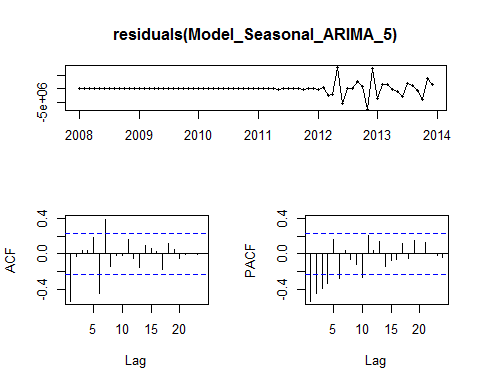 residuals(Model_Seasonal_ARIMA_5)
-5e+06
2008 2009 2010 2011 2012 2013 2014
ACF
0.4
0.0
-0.4
5 10 15 20
Lag
PACF
0.4
0.0
-0.4
5 10 15 20
Lag